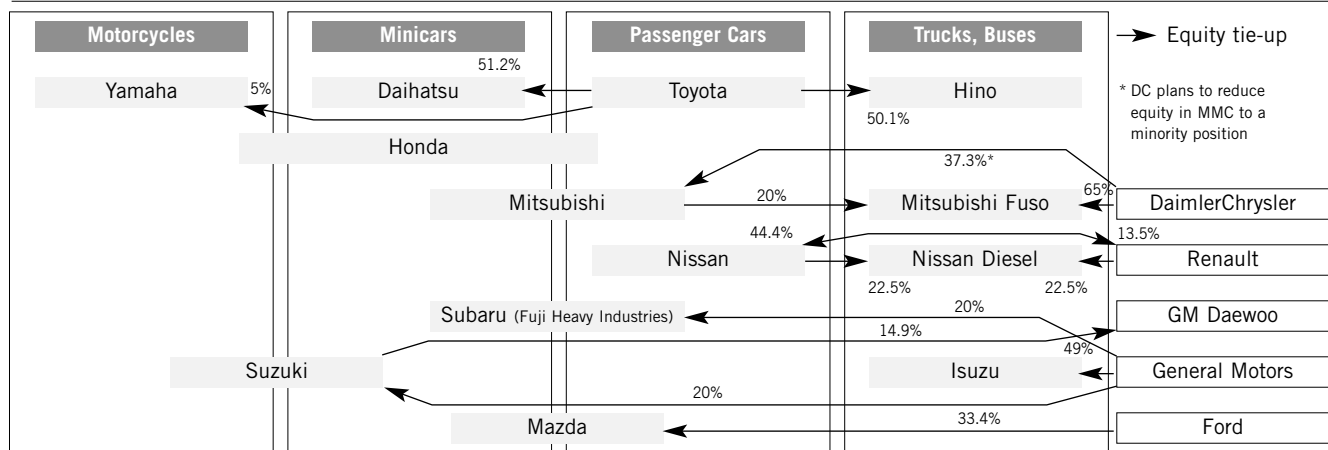 Motorcycles
Minicars
Passenger Cars
Trucks, Buses
Equity tie-up
51.2%
Yamaha
5%
Daihatsu
Toyota
Hino
* DC plans to reduce
equity in MMC to a
minority position
50.1%
Honda
37.3%*
Mitsubishi
20%
Mitsubishi Fuso
65%
DaimlerChrysler
44.4%
13.5%
Nissan
Nissan Diesel
Renault
22.5%
22.5%
Subaru (Fuji Heavy Industries)
20%
GM Daewoo
14.9%
49%
Suzuki
Isuzu
General Motors
20%
Mazda
33.4%
Ford